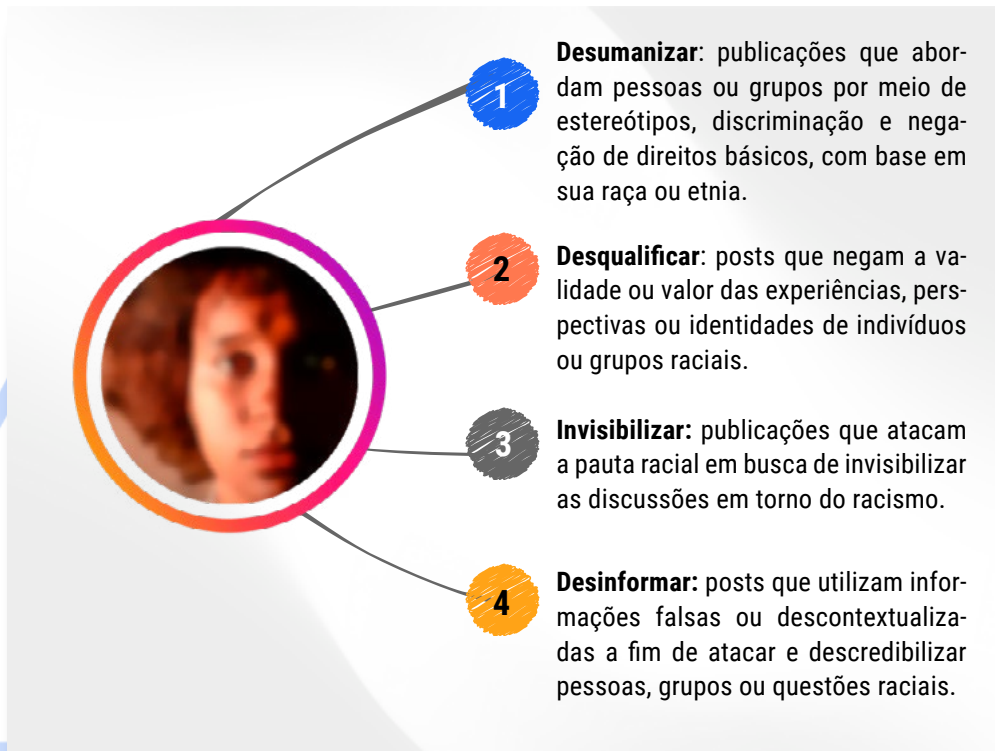 1
Desumanizar: publicações que abor-
dam pessoas ou grupos por meio de
estereótipos, discriminação e nega-
ção de direitos básicos, com base em
sua raça ou etnia.
2
Desqualificar: posts que negam a va-
lidade ou valor das experiências, pers-
pectivas ou identidades de indivíduos
ou grupos raciais.
3
Invisibilizar: publicações que atacam
a pauta racial em busca de invisibilizar
as discussões em torno do racismo.
4
Desinformar: posts que utilizam infor-
mações falsas ou descontextualiza-
das a fim de atacar e descredibilizar
pessoas, grupos ou questões raciais.